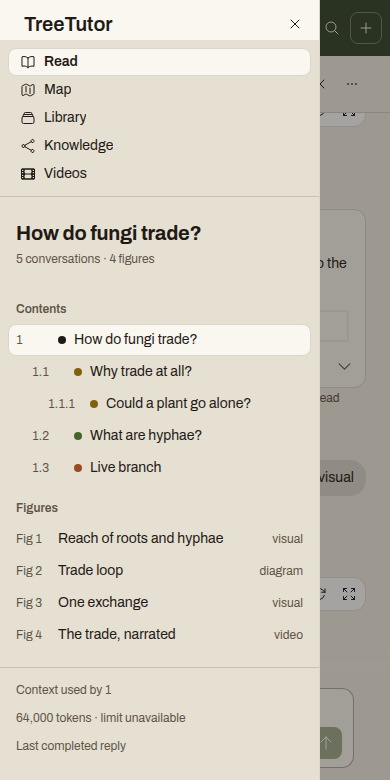 TreeTutor
Read
Map
Library
Knowledge
Videos
How do fungi trade?
5 conversations · 4 figures
Contents
1 How do fungi trade?
1.1 Why trade at all?
1.1.1 Could a plant go alone?
1.2 What are hyphae?
1.3 Live branch
Figures
Fig 1 Reach of roots and hyphae visual
Fig 2 Trade loop diagram
Fig 3 One exchange visual
Fig 4 The trade, narrated video
Context used by 1
64,000 tokens · limit unavailable
Last completed reply
the
ead
visual